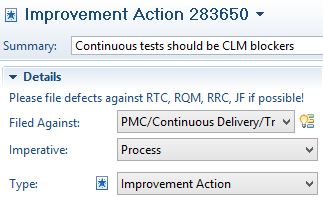 Improvement Action 283650
Summary: Continuous tests should be CLM blockers
Details
Please file defects against RTC, RQM, RRC, JF if possible!
Filed Against: PMC/Continuous Delivery/Tr
Imperative: Process
Type: Improvement Action